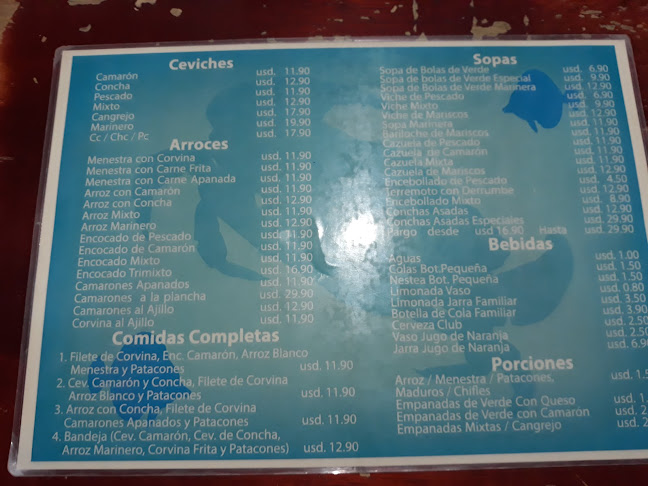 Ceviches
Camarón usd. 11.90
Concha usd. 12.90
Pescado usd. 11.90
Mixto usd. 12.90
Cangrejo usd. 17.90
Marinero usd. 19.90
Cc / Chc / Pc usd. 17.90
Arroces
Menestra con Corvina usd. 11.90
Menestra con Carne Frita usd. 11.90
Menestra con Carne Apanada usd. 11.90
Arroz con Camarón usd. 11.90
Arroz con Concha usd. 12.90
Arroz Mixto usd. 12.90
Arroz Marinero usd. 12.90
Encocado de Pescado usd. 11.90
Encocado de Camarón usd. 11.90
Encocado Mixto usd. 11.90
Encocado Trimixto usd. 16.90
Camarones Apanados usd. 11.90
Camarones a la plancha usd. 29.90
Camarones al Ajillo usd. 12.90
Corvina al Ajillo usd. 11.90
Comidas Completas
1. Filete de Corvina, Enc. Camarón, Arroz Blanco
Menestra y Patacones usd. 11.90
2. Cev. Camarón y Concha, Filete de Corvina
Arroz Blanco y Patacones usd. 11.90
3. Arroz con Concha, Filete de Corvina
Camarones Apanados y Patacones usd. 11.90
4. Bandeja (Cev. Camarón, Cev. de Concha,
Arroz Marinero, Corvina Frita y Patacones) usd. 12.90
Sopas
Sopa de Bolas de Verde usd. 6.90
Sopa de bolas de Verde Especial usd. 9.90
Sopa de Bolas de Verde Marinera usd. 12.90
Viche de Pescado usd. 6.90
Viche Mixto usd. 9.90
Viche de Mariscos usd. 12.90
Sopa Marinera usd. 11.90
Bariloche de Mariscos usd. 11.90
Cazuela de Pescado usd. 11.90
Cazuela de Camarón usd. 11.90
Cazuela Mixta usd. 11.90
Cazuela de Mariscos usd. 12.90
Encebollado de Pescado usd. 4.50
Terremoto con Derrumbe usd. 12.90
Encebollado Mixto usd. 8.90
Conchas Asadas usd. 12.90
Conchas Asadas Especiales usd. 29.90
Pargo desde usd 16.90 Hasta usd. 29.90
Bebidas
Aguas usd. 1.00
Colas Bot.Pequeña usd. 1.50
Nestea Bot. Pequeña usd. 1.50
Limonada Vaso usd. 0.80
Limonada Jarra Familiar usd. 3.50
Botella de Cola Familiar usd. 3.90
Cerveza Club usd. 2.50
Vaso Jugo de Naranja usd. 2.50
Jarra Jugo de Naranja usd. 6.90
Porciones
Arroz / Menestra / Patacones,
Maduros / Chifles usd. 1.5
Empanadas de Verde Con Queso usd. 1.
Empanadas de Verde con Camarón usd. 2.
Empanadas Mixtas / Cangrejo usd. 2.